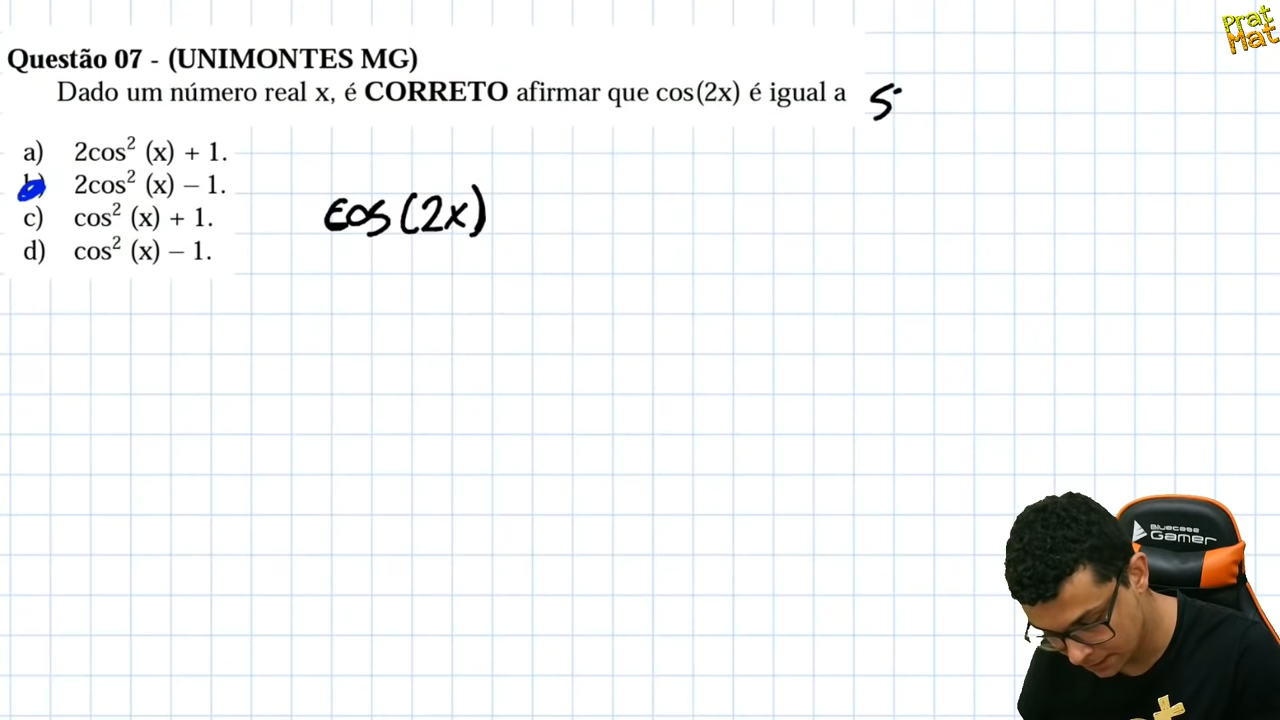 Prat
Mat
Questão 07 - (UNIMONTES MG)
Dado um número real x, é CORRETO afirmar que cos(2x) é igual a
a) 2cos² (x) + 1.
2cos² (x) – 1.
c) cos² (x) + 1.
d) cos² (x) – 1.
cos(2x)
Bluecase
Gamer